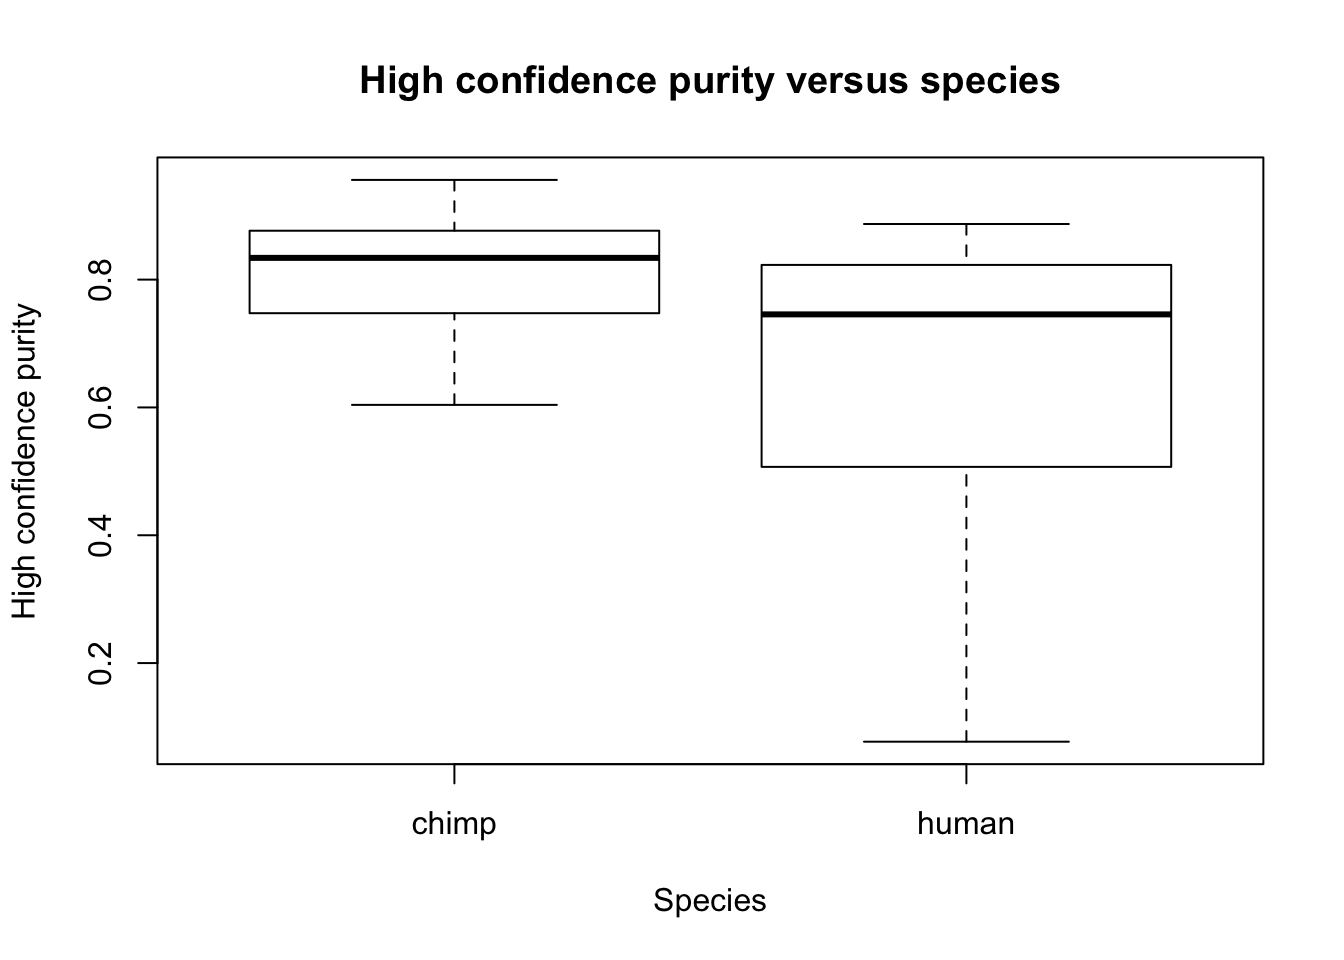 High confidence purity versus species
High confidence purity
0.8
0.6
0.4
0.2
chimp
human
Species